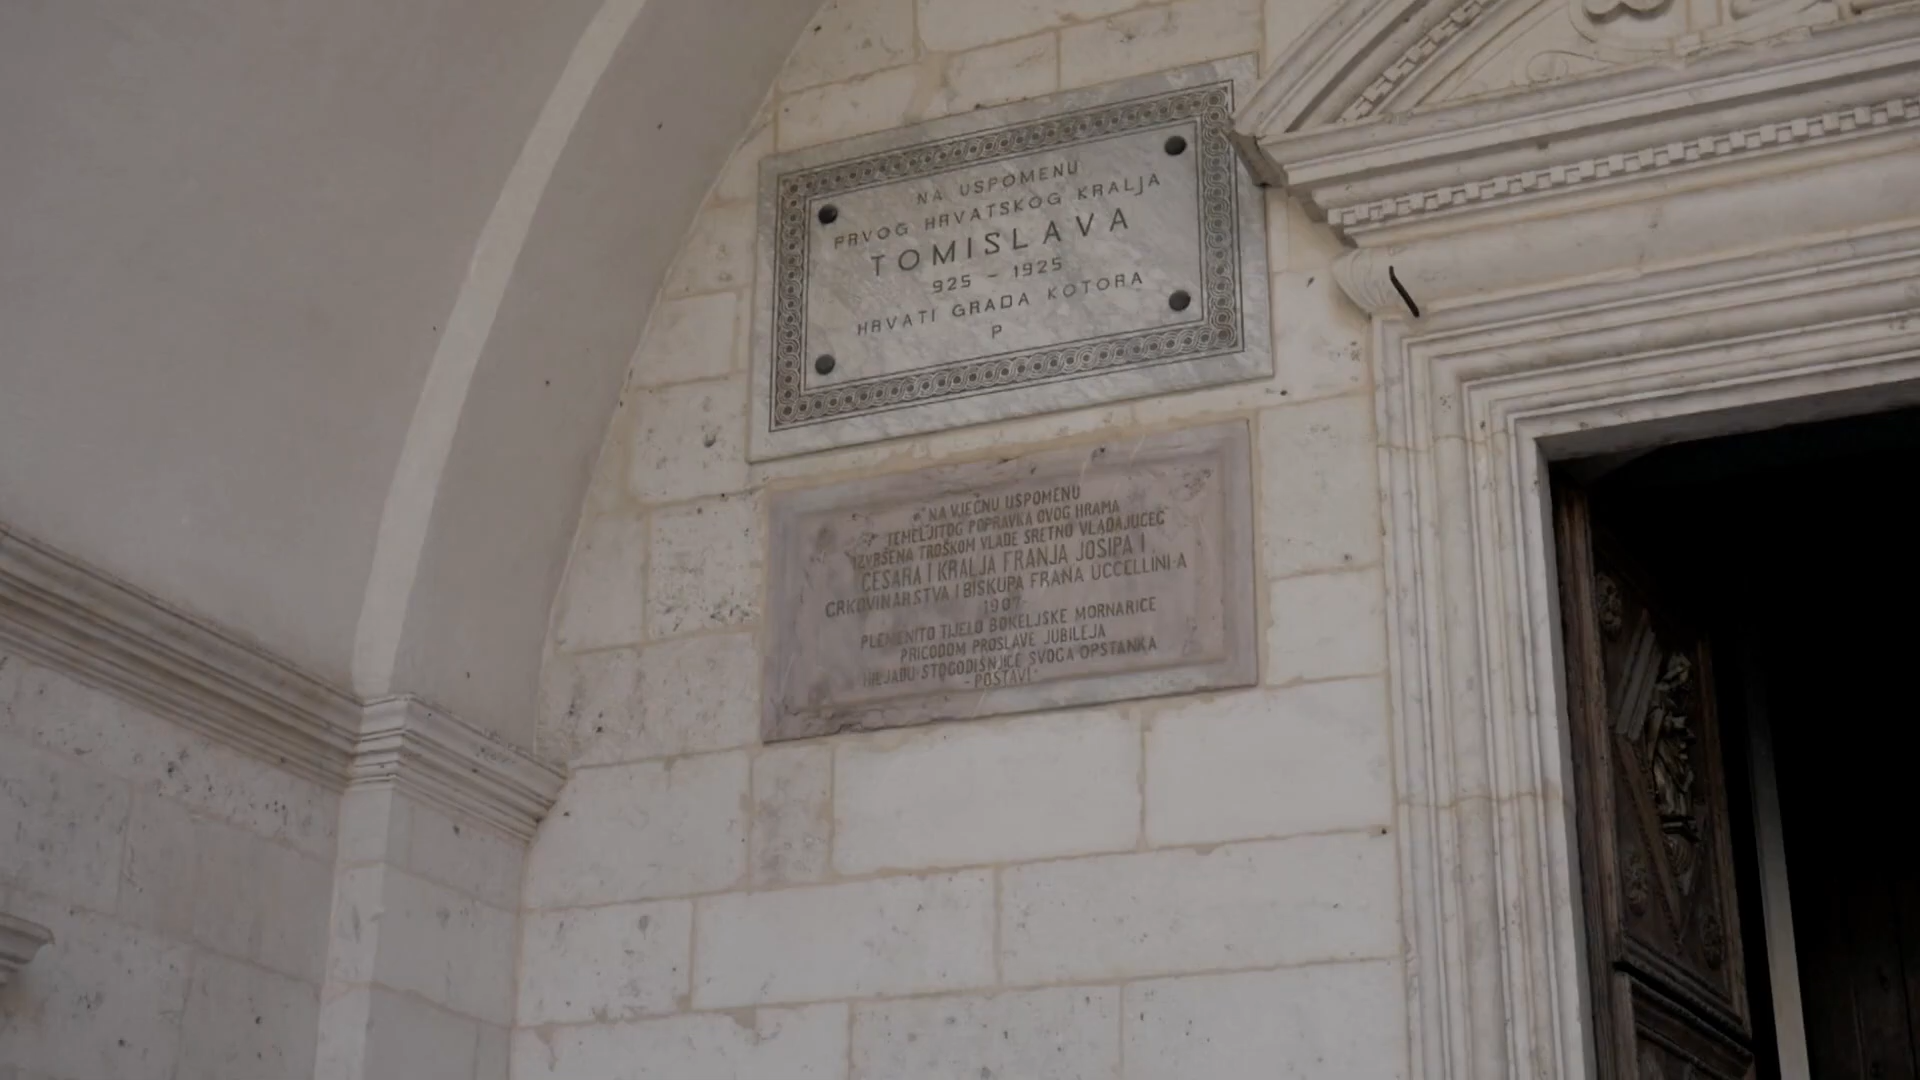 NA USPOMENU
PRVOG HRVATSKOG KRALJA
TOMISLAVA
925 - 1925
HRVATI GRADA KOTORA
P
NA VJEČNU USPOMENU
TEMELJITOG POPRAVKA OVOG HRAMA
IZVRŠENA TROŠKOM VLADE SRETNO VLADAJUĆEG
CESARA I KRALJA FRANJA JOSIPA I
CRKOVINARSTVA I BISKUPA FRANA UCCELLINI-A
1907
PLEMENITO TIJELO BOKELJSKE MORNARICE
PRIGODOM PROSLAVE JUBILEJA
HILJADU-STOGODIŠNJICE SVOGA OPSTANKA
-POSTAVI-